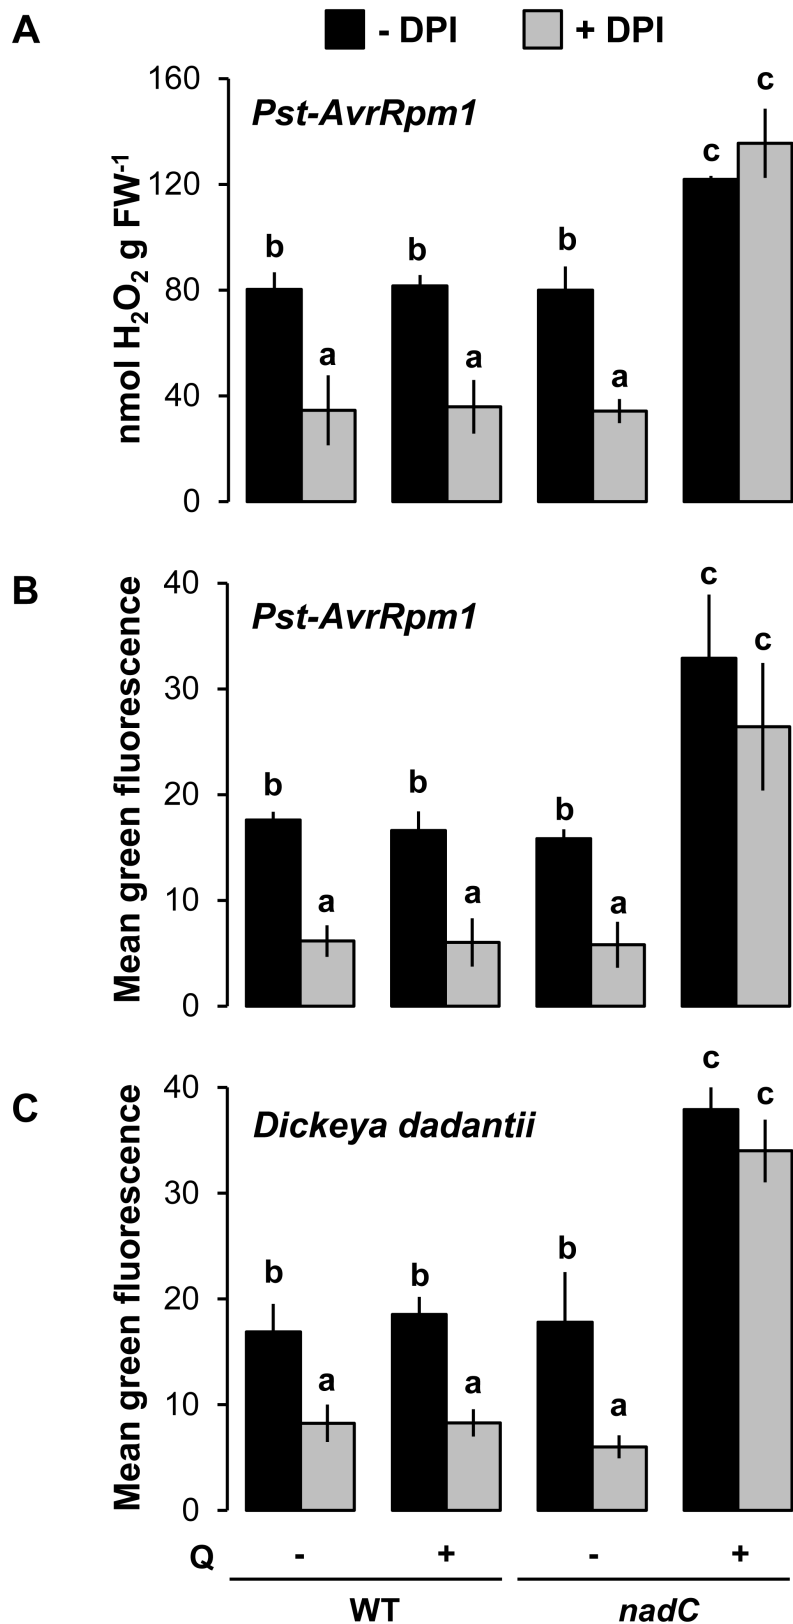 A
- DPI
+ DPI
160
120
80
40
0
nmol H₂O₂ g FW⁻¹
Pst-AvrRpm1
b
a
b
a
b
a
c
c
B
40
30
20
10
0
Mean green fluorescence
Pst-AvrRpm1
b
a
b
a
b
a
c
c
C
40
30
20
10
0
Mean green fluorescence
Dickeya dadantii
b
a
b
a
b
a
c
c
Q - + - +
WT nadC